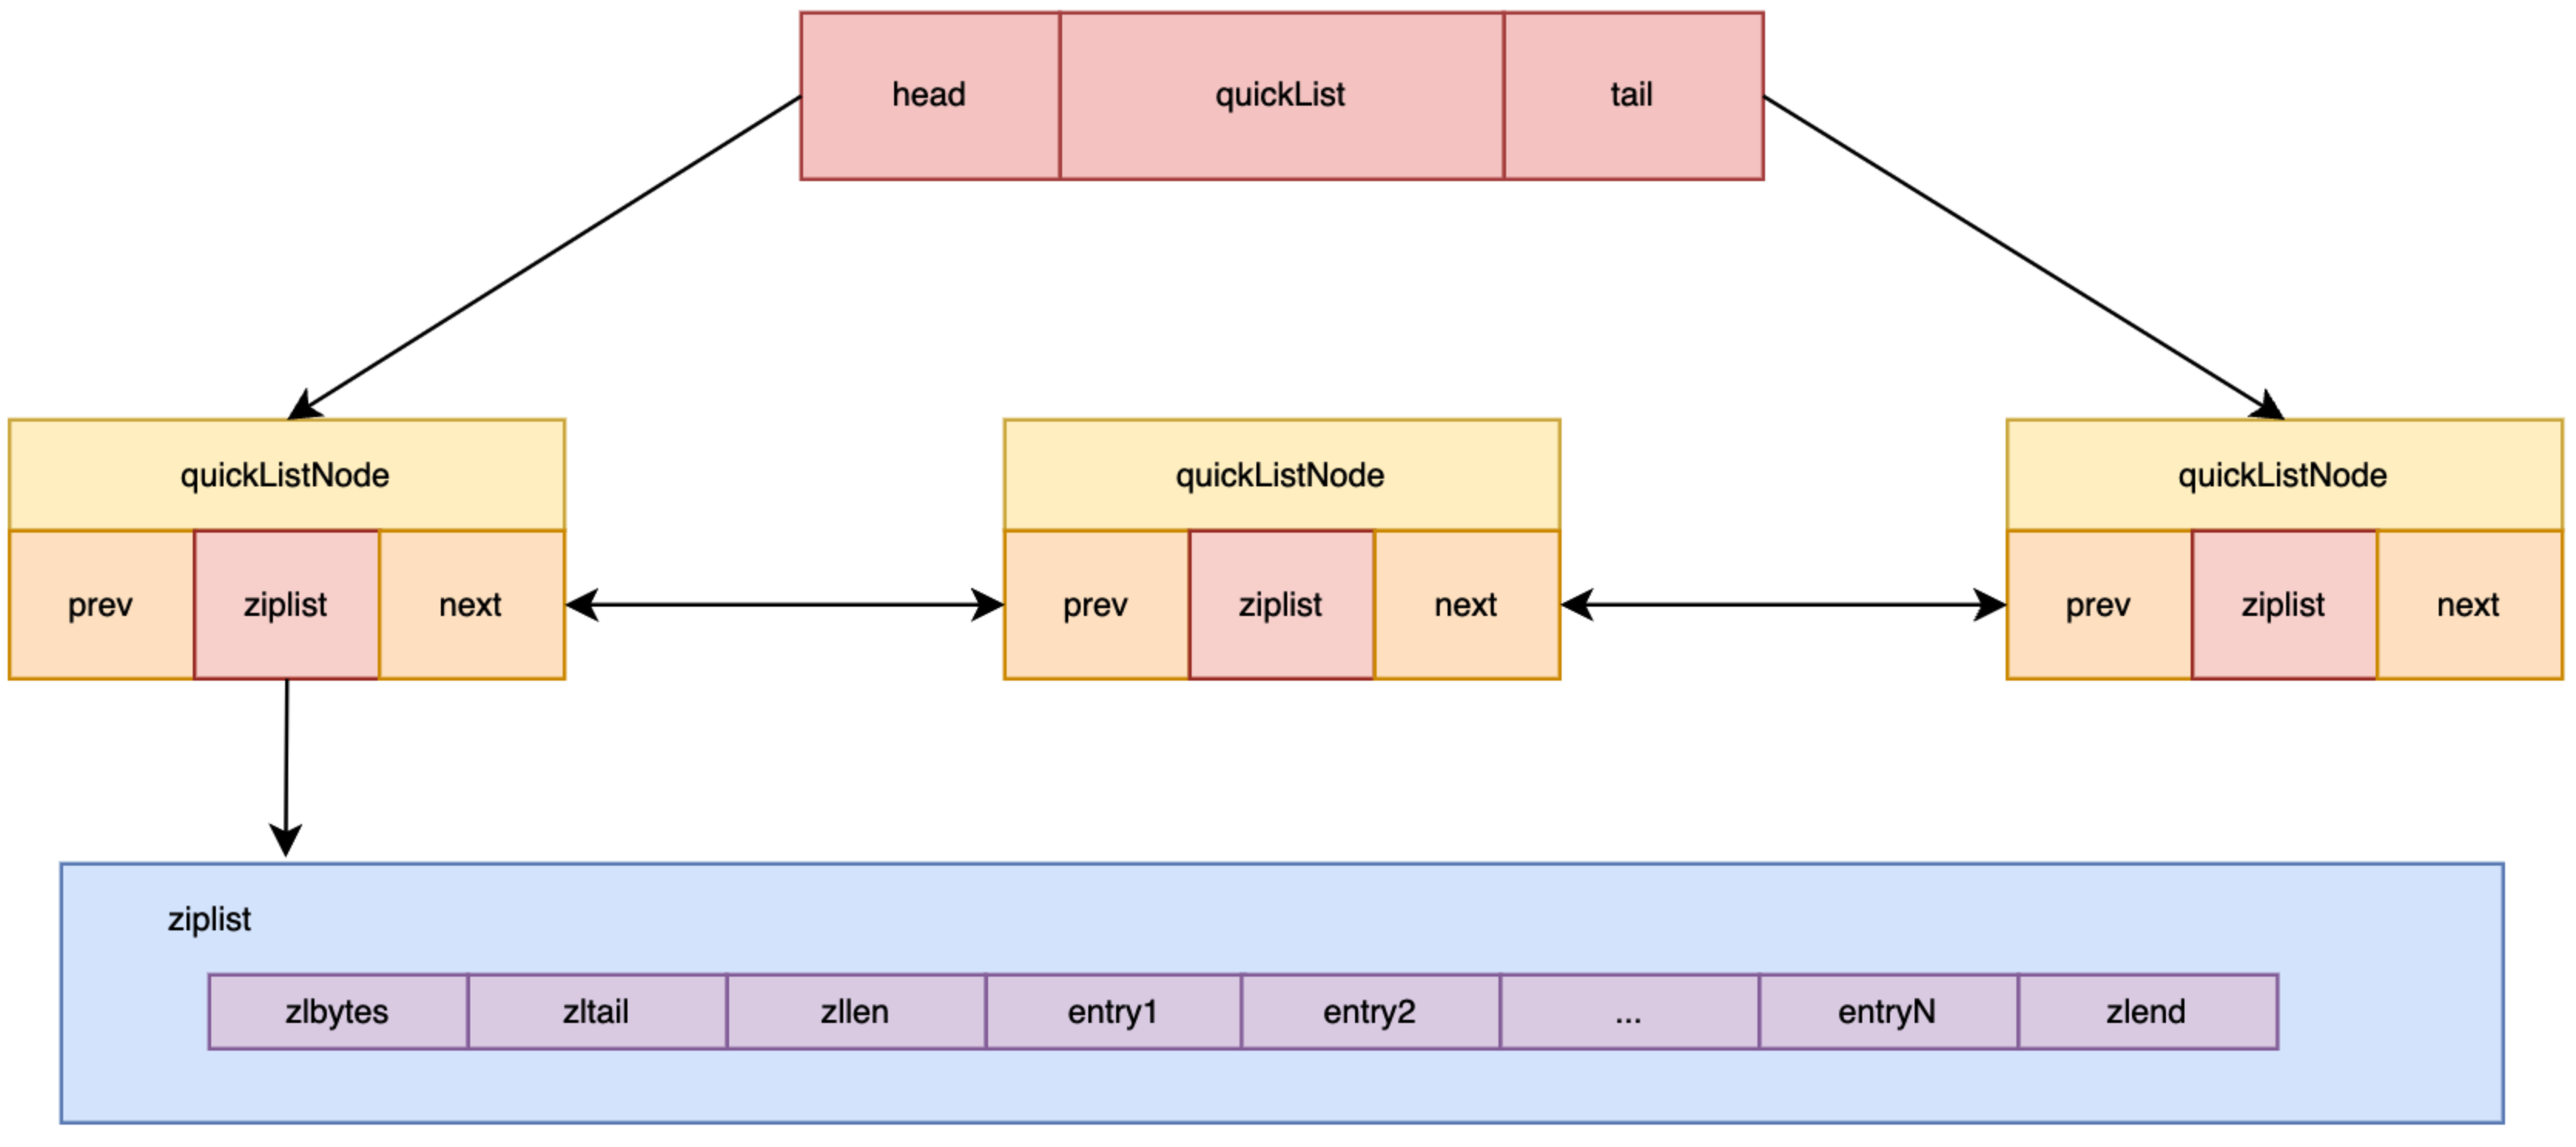 head quickList tail
quickListNode quickListNode quickListNode
prev ziplist next prev ziplist next prev ziplist next
ziplist
zlbytes zltail zllen entry1 entry2 ... entryN zlend